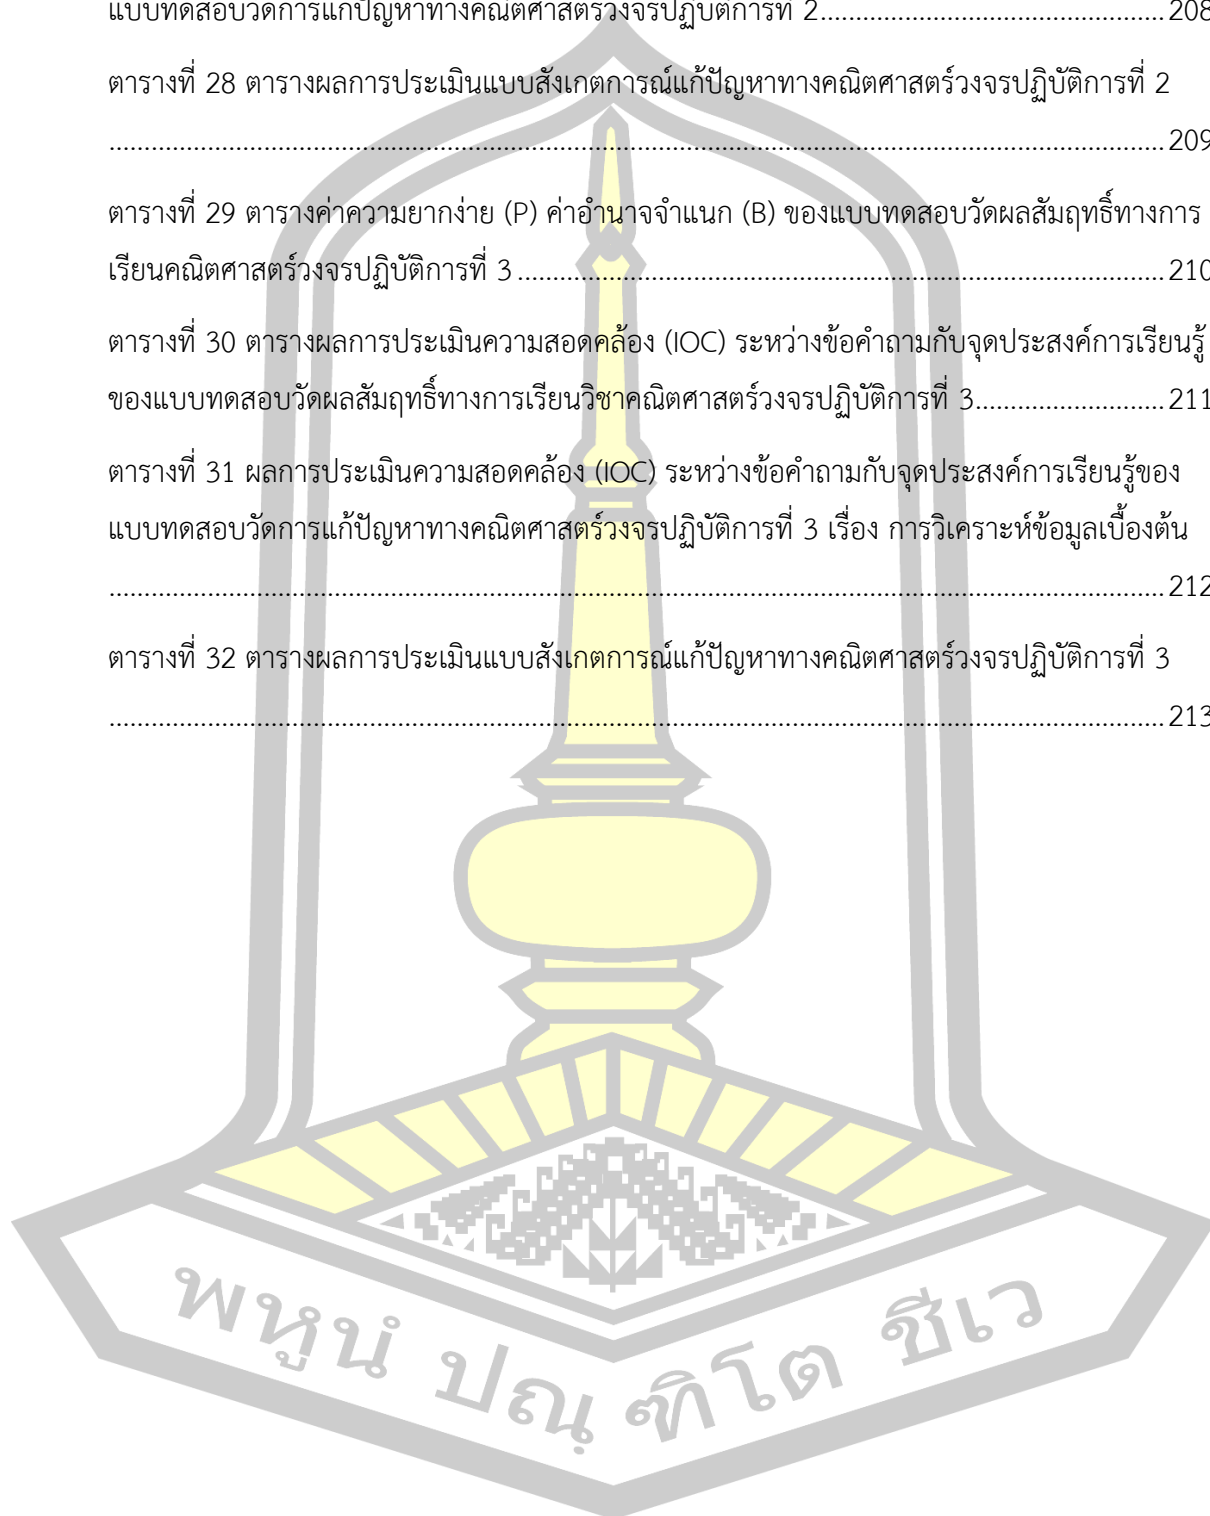 แบบทดสอบวัดการแก้ปัญหาทางคณิตศาสตร์วงจรปฏิบัติการที่ 2.................................................208
ตารางที่ 28 ตารางผลการประเมินแบบสังเกตการณ์แก้ปัญหาทางคณิตศาสตร์วงจรปฏิบัติการที่ 2
.......................................................................................................................................................209
ตารางที่ 29 ตารางค่าความยากง่าย (P) ค่าอำนาจจำแนก (B) ของแบบทดสอบวัดผลสัมฤทธิ์ทางการ
เรียนคณิตศาสตร์วงจรปฏิบัติการที่ 3.............................................................................................210
ตารางที่ 30 ตารางผลการประเมินความสอดคล้อง (IOC) ระหว่างข้อคำถามกับจุดประสงค์การเรียนรู้
ของแบบทดสอบวัดผลสัมฤทธิ์ทางการเรียนวิชาคณิตศาสตร์วงจรปฏิบัติการที่ 3...........................211
ตารางที่ 31 ผลการประเมินความสอดคล้อง (IOC) ระหว่างข้อคำถามกับจุดประสงค์การเรียนรู้ของ
แบบทดสอบวัดการแก้ปัญหาทางคณิตศาสตร์วงจรปฏิบัติการที่ 3 เรื่อง การวิเคราะห์ข้อมูลเบื้องต้น
.......................................................................................................................................................212
ตารางที่ 32 ตารางผลการประเมินแบบสังเกตการณ์แก้ปัญหาทางคณิตศาสตร์วงจรปฏิบัติการที่ 3
.......................................................................................................................................................213
พหูนํ ปณฺฑิโต ชีเว